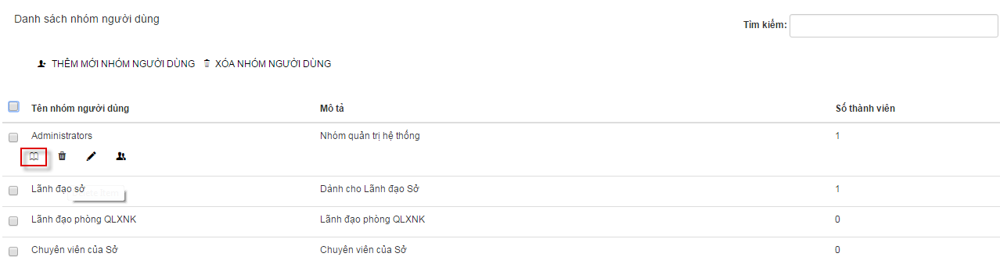 Danh sách nhóm người dùng
Tìm kiếm:
THÊM MỚI NHÓM NGƯỜI DÙNG XÓA NHÓM NGƯỜI DÙNG
Tên nhóm người dùng Mô tả Số thành viên
Administrators Nhóm quản trị hệ thống 1
Lãnh đạo sở Dành cho Lãnh đạo Sở 1
Lãnh đạo phòng QLXNK Lãnh đạo phòng QLXNK 0
Chuyên viên của Sở Chuyên viên của Sở 0